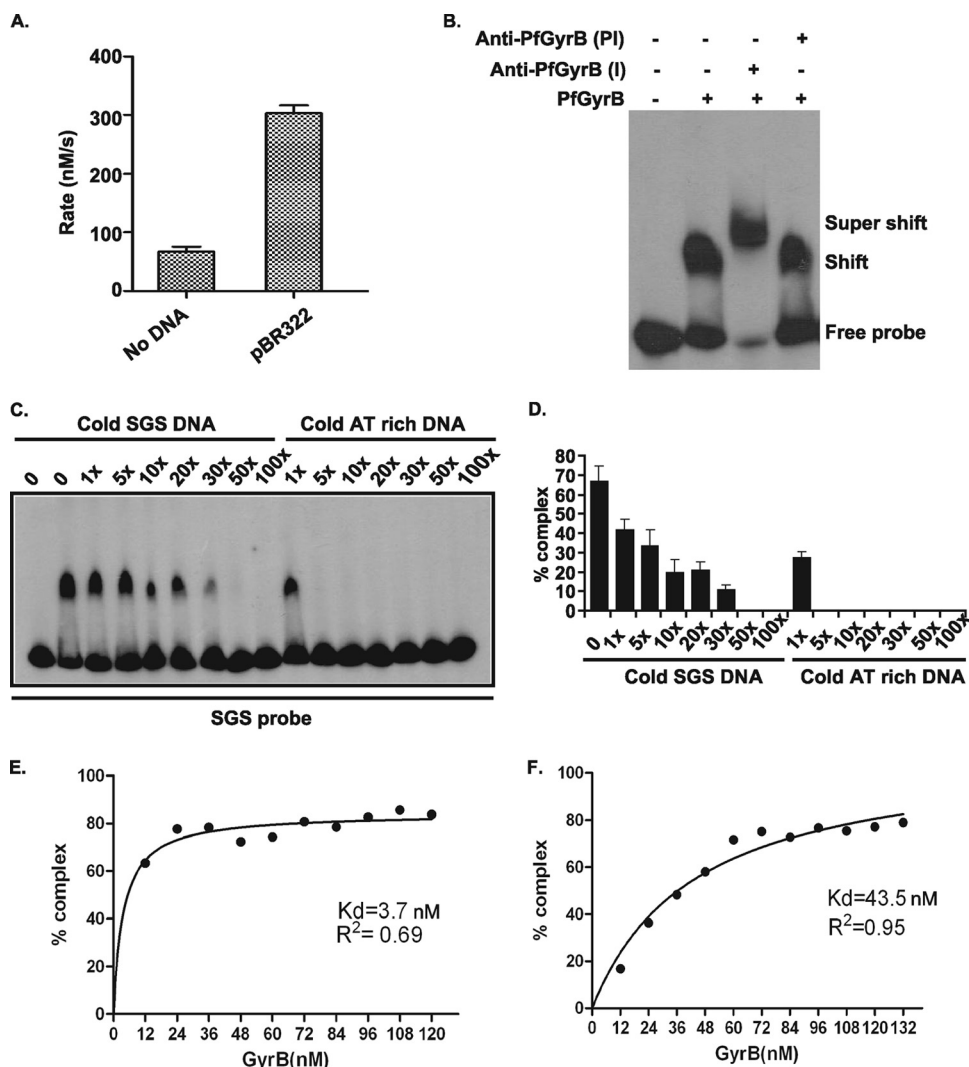 A.
400
300
200
100
0
Rate (nM/s)
No DNA
pBR322
B.
Anti-PfGyrB (PI) - - - +
Anti-PfGyrB (I) - - + -
PfGyrB - + + +
Super shift
Shift
Free probe
C.
Cold SGS DNA Cold AT rich DNA
0 0 1x 5x 10x 20x 30x 50x 100x 1x 5x 10x 20x 30x 50x 100x
SGS probe
D.
80
70
60
50
40
30
20
10
0
% complex
0 1x 5x 10x 20x 30x 50x 100x 1x 5x 10x 20x 30x 50x 100x
Cold SGS DNA Cold AT rich DNA
E.
100
80
60
40
20
0
% complex
Kd=3.7 nM
R²= 0.69
0 12 24 36 48 60 72 84 96 108 120
GyrB(nM)
F.
100
80
60
40
20
0
% complex
Kd=43.5 nM
R²=0.95
0 12 24 36 48 60 72 84 96 108 120 132
GyrB(nM)